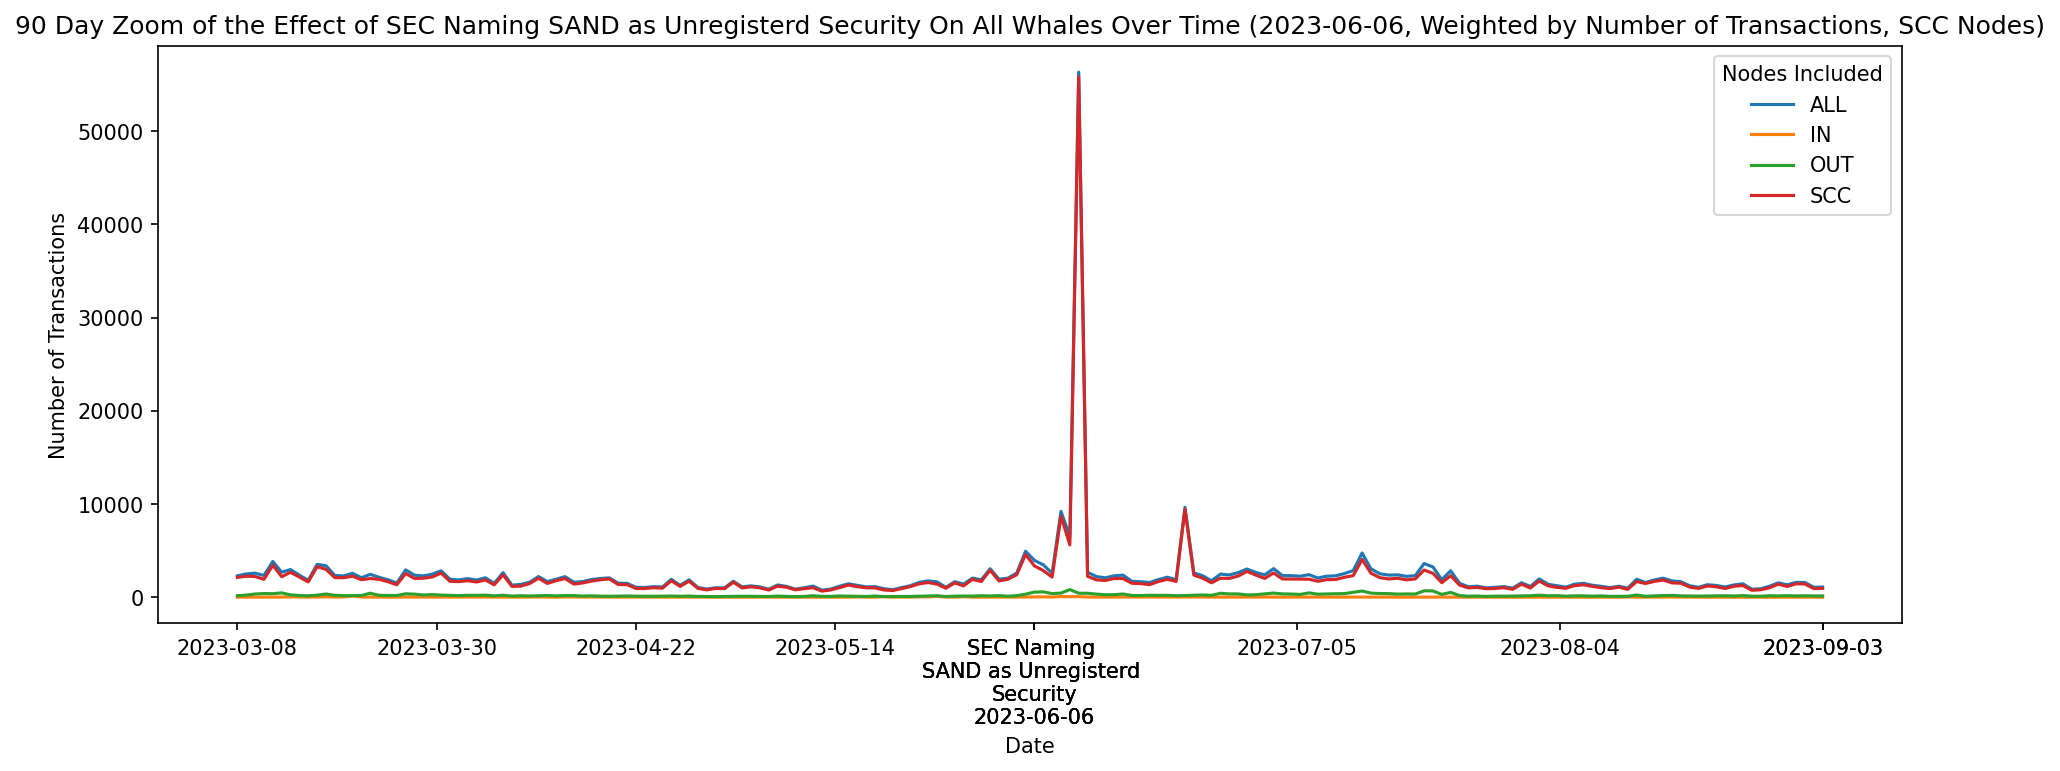 90 Day Zoom of the Effect of SEC Naming SAND as Unregisterd Security On All Whales Over Time (2023-06-06, Weighted by Number of Transactions, SCC Nodes)
Nodes Included
ALL
IN
OUT
SCC
Number of Transactions
50000
40000
30000
20000
10000
0
2023-03-08
2023-03-30
2023-04-22
2023-05-14
SEC Naming
SAND as Unregisterd
Security
2023-06-06
2023-07-05
2023-08-04
2023-09-03
Date